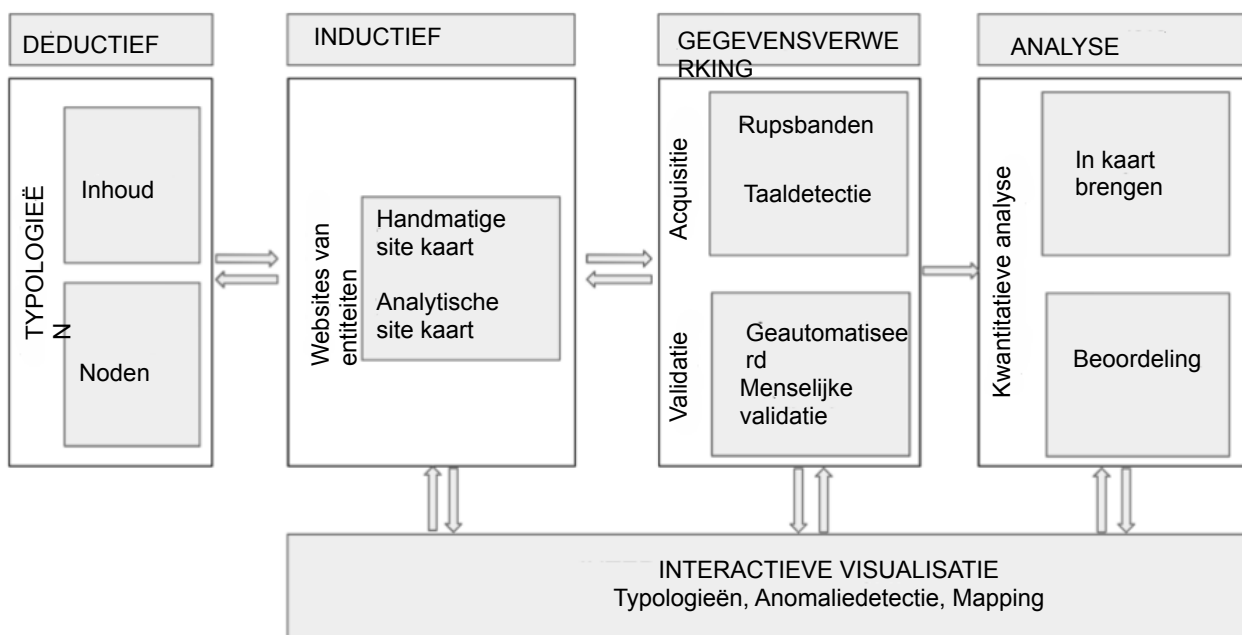 DEDUCTIEF
INDUCTIEF
GEGEVENSVERWE
RKING
ANALYSE
TYPOLOGIEË
N
Inhoud
Noden
Websites van
entiteiten
Handmatige
site kaart
Analytische
site kaart
Acquisitie
Rupsbanden
Taaldetectie
Validatie
Geautomatisee
rd
Menselijke
validatie
Kwantitatieve analyse
In kaart
brengen
Beoordeling
INTERACTIEVE VISUALISATIE
Typologieën, Anomaliedetectie, Mapping